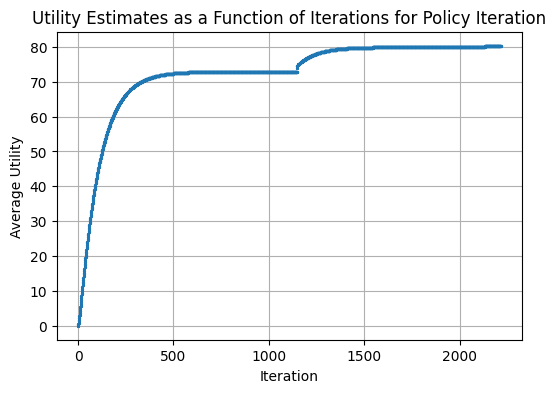 Utility Estimates as a Function of Iterations for Policy Iteration
80
70
60
50
40
30
20
10
0
Average Utility
0 500 1000 1500 2000
Iteration